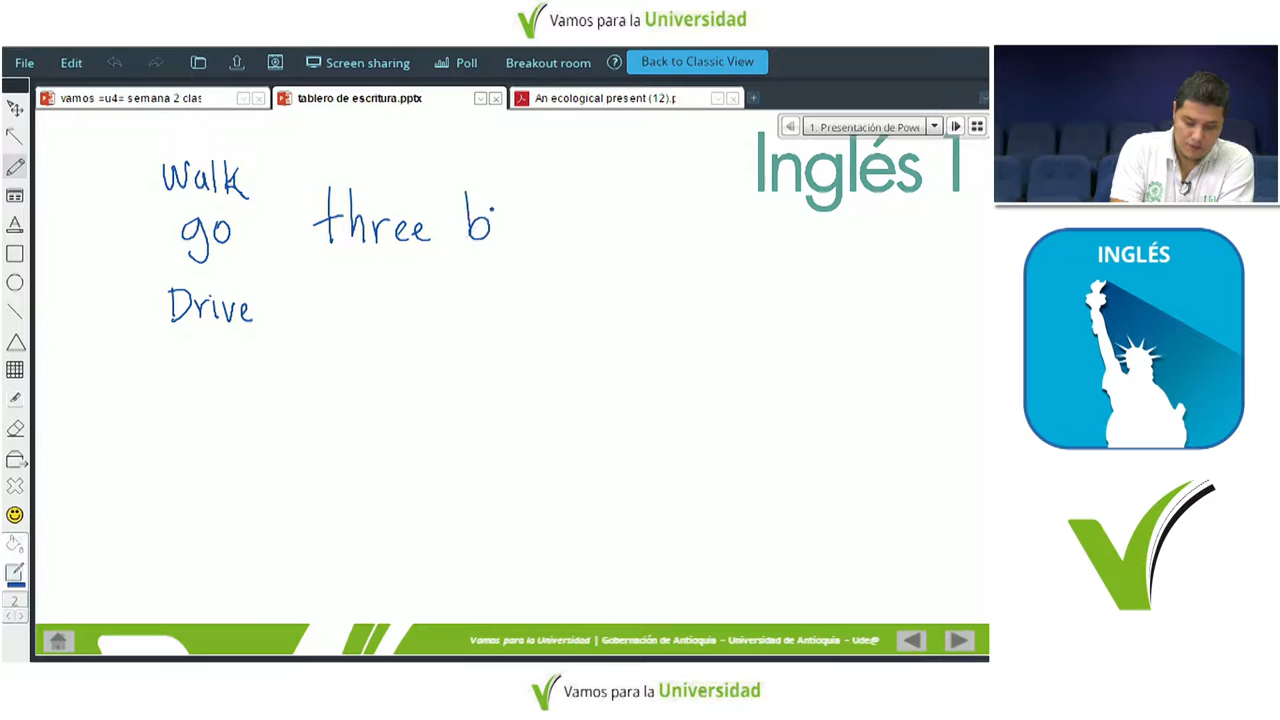 Vamos para la Universidad
File Edit Screen sharing Poll Breakout room ? Back to Classic View
vamos =u4= semana 2 clas tablero de escritura.pptx An ecological present (12).p
1. Presentación de Powe
Inglés 1
Walk
go three b
Drive
INGLÉS
2
Vamos para la Universidad | Gobernación de Antioquia – Universidad de Antioquia – Ude@
Vamos para la Universidad